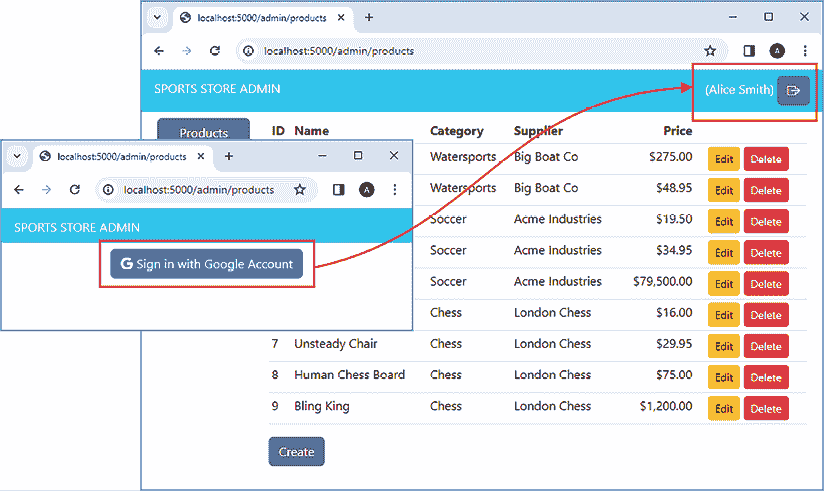 localhost:5000/admin/products
localhost:5000/admin/products
A
SPORTS STORE ADMIN
(Alice Smith)
Products
ID Name Category Supplier Price
Watersports Big Boat Co $275.00 Edit Delete
Watersports Big Boat Co $48.95 Edit Delete
Soccer Acme Industries $19.50 Edit Delete
Soccer Acme Industries $34.95 Edit Delete
Soccer Acme Industries $79,500.00 Edit Delete
Chess London Chess $16.00 Edit Delete
7 Unsteady Chair Chess London Chess $29.95 Edit Delete
8 Human Chess Board Chess London Chess $75.00 Edit Delete
9 Bling King Chess London Chess $1,200.00 Edit Delete
Create
localhost:5000/admin/products
localhost:5000/admin/products
A
SPORTS STORE ADMIN
G Sign in with Google Account